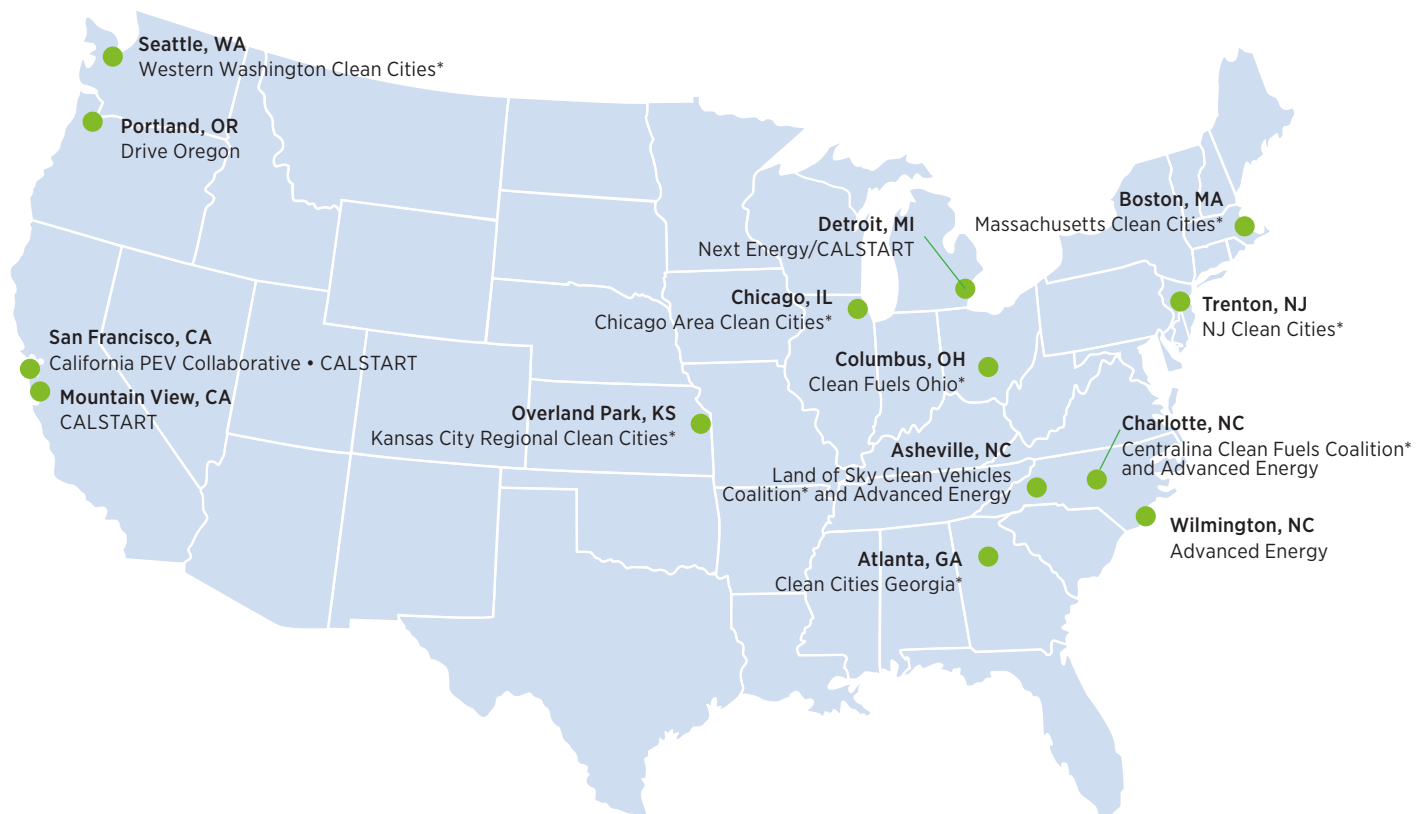 Seattle, WA
Western Washington Clean Cities*
Portland, OR
Drive Oregon
Boston, MA
Massachusetts Clean Cities*
Detroit, MI
Next Energy/CALSTART
Chicago, IL
Chicago Area Clean Cities*
Trenton, NJ
NJ Clean Cities*
San Francisco, CA
California PEV Collaborative • CALSTART
Mountain View, CA
CALSTART
Columbus, OH
Clean Fuels Ohio*
Overland Park, KS
Kansas City Regional Clean Cities*
Charlotte, NC
Centralina Clean Fuels Coalition*
and Advanced Energy
Asheville, NC
Land of Sky Clean Vehicles
Coalition* and Advanced Energy
Wilmington, NC
Advanced Energy
Atlanta, GA
Clean Cities Georgia*